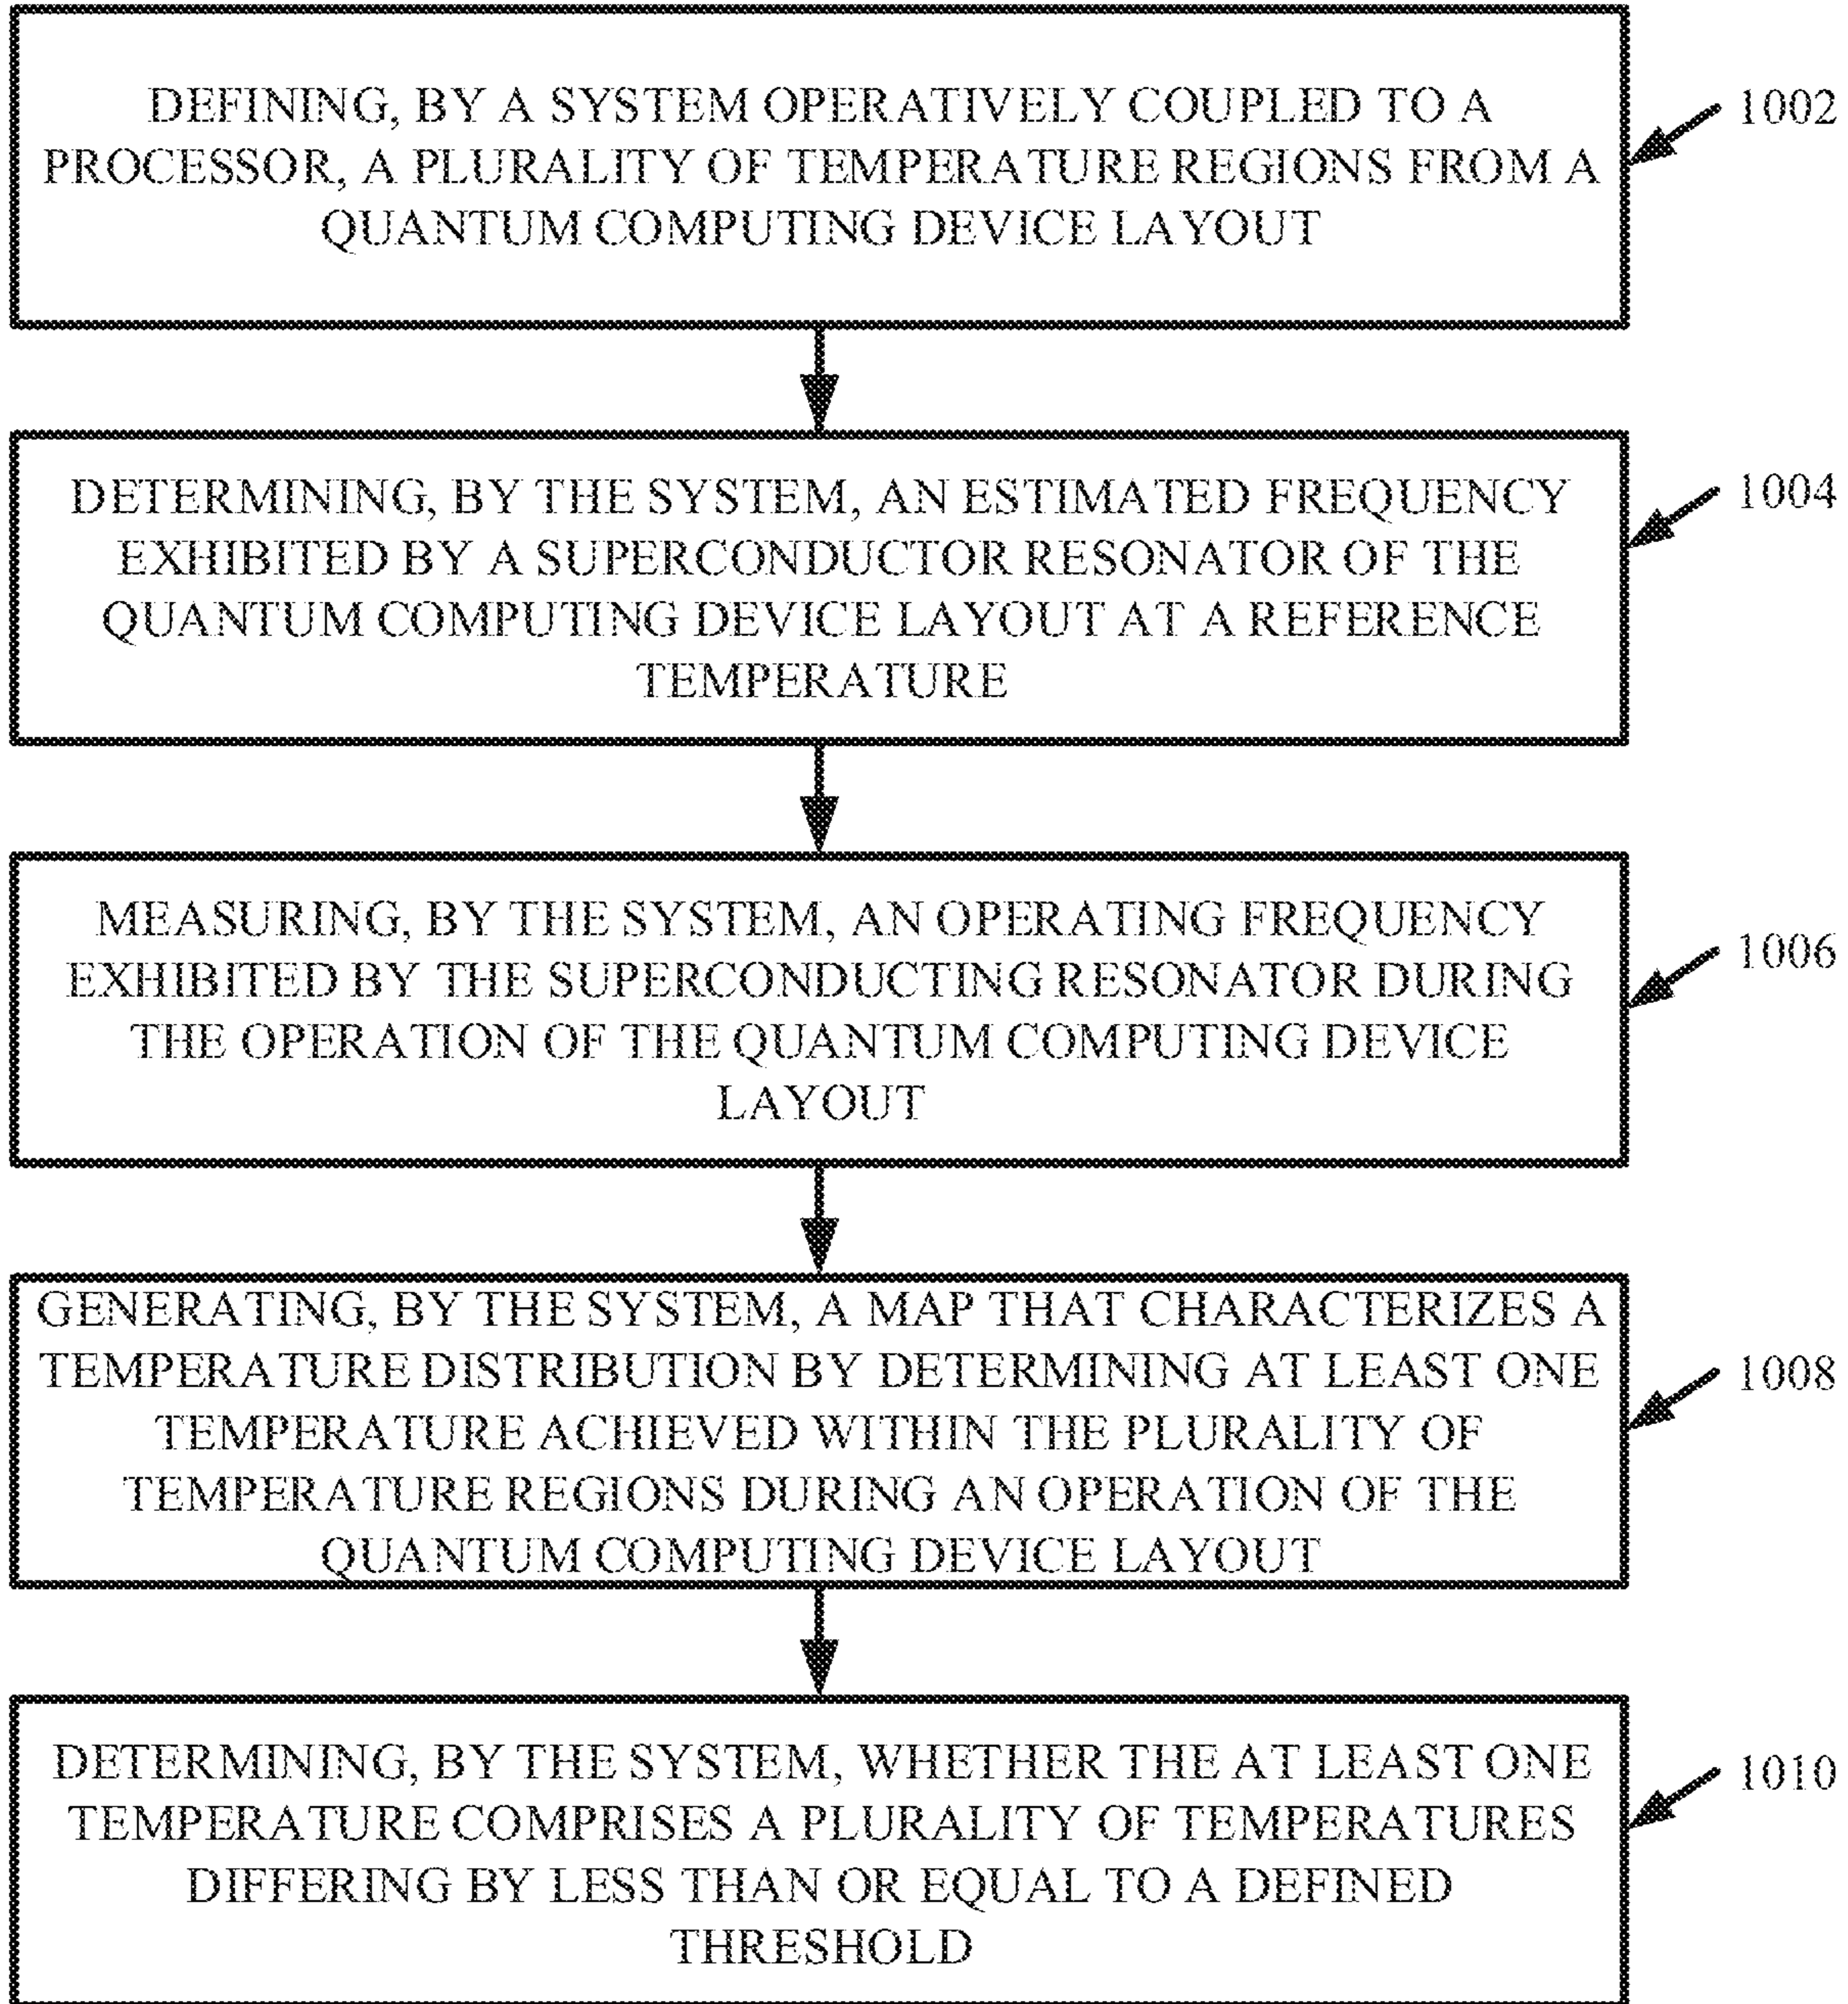 DEFINING, BY A SYSTEM OPERATIVELY COUPLED TO A
PROCESSOR, A PLURALITY OF TEMPERATURE REGIONS FROM A
QUANTUM COMPUTING DEVICE LAYOUT
1002
DETERMINING, BY THE SYSTEM, AN ESTIMATED FREQUENCY
EXHIBITED BY A SUPERCONDUCTOR RESONATOR OF THE
QUANTUM COMPUTING DEVICE LAYOUT AT A REFERENCE
TEMPERATURE
1004
MEASURING, BY THE SYSTEM, AN OPERATING FREQUENCY
EXHIBITED BY THE SUPERCONDUCTING RESONATOR DURING
THE OPERATION OF THE QUANTUM COMPUTING DEVICE
LAYOUT
1006
GENERATING, BY THE SYSTEM, A MAP THAT CHARACTERIZES A
TEMPERATURE DISTRIBUTION BY DETERMINING AT LEAST ONE
TEMPERATURE ACHIEVED WITHIN THE PLURALITY OF
TEMPERATURE REGIONS DURING AN OPERATION OF THE
QUANTUM COMPUTING DEVICE LAYOUT
1008
DETERMINING, BY THE SYSTEM, WHETHER THE AT LEAST ONE
TEMPERATURE COMPRISES A PLURALITY OF TEMPERATURES
DIFFERING BY LESS THAN OR EQUAL TO A DEFINED
THRESHOLD
1010